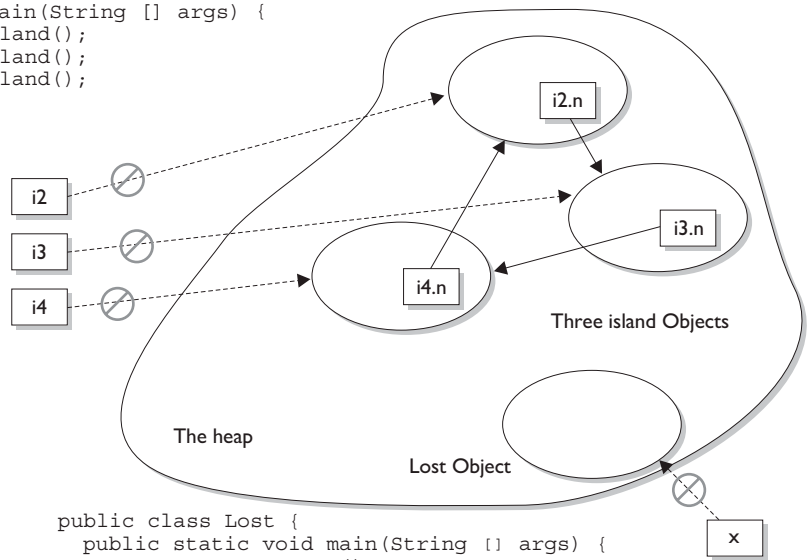 main(String [] args) {
land();
land();
land();
i2.n
i2
i3.n
i3
i4.n
i4
Three island Objects
The heap
Lost Object
public class Lost {
public static void main(String [] args) {
x